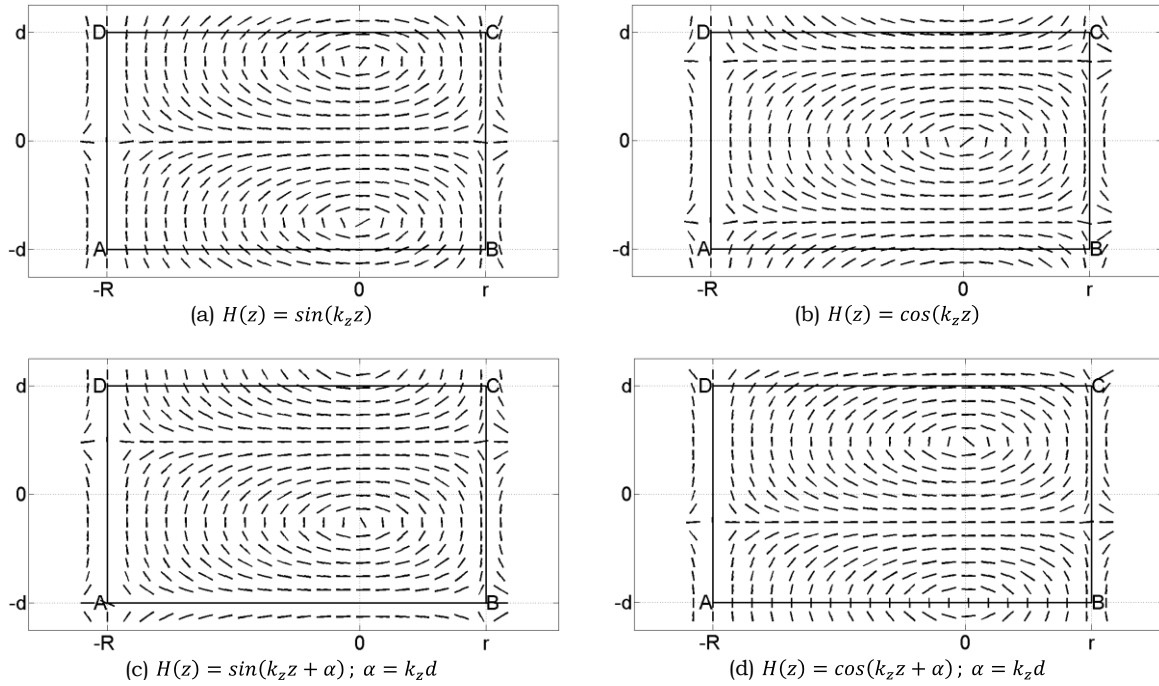 d
D
C
0
-d
A
B
-R
0
r
(a) H(z) = sin(k_z z)
d
D
C
0
-d
A
B
-R
0
r
(b) H(z) = cos(k_z z)
d
D
C
0
-d
A
B
-R
0
r
(c) H(z) = sin(k_z z + α) ; α = k_z d
d
D
C
0
-d
A
B
-R
0
r
(d) H(z) = cos(k_z z + α) ; α = k_z d